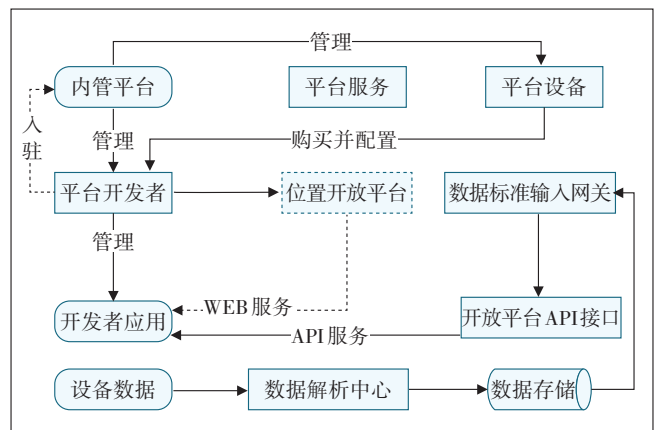 管理
内管平台
平台服务
平台设备
入驻
管理
购买并配置
平台开发者
位置开放平台
数据标准输入网关
管理
WEB服务
开发者应用
开放平台API接口
API服务
设备数据
数据解析中心
数据存储